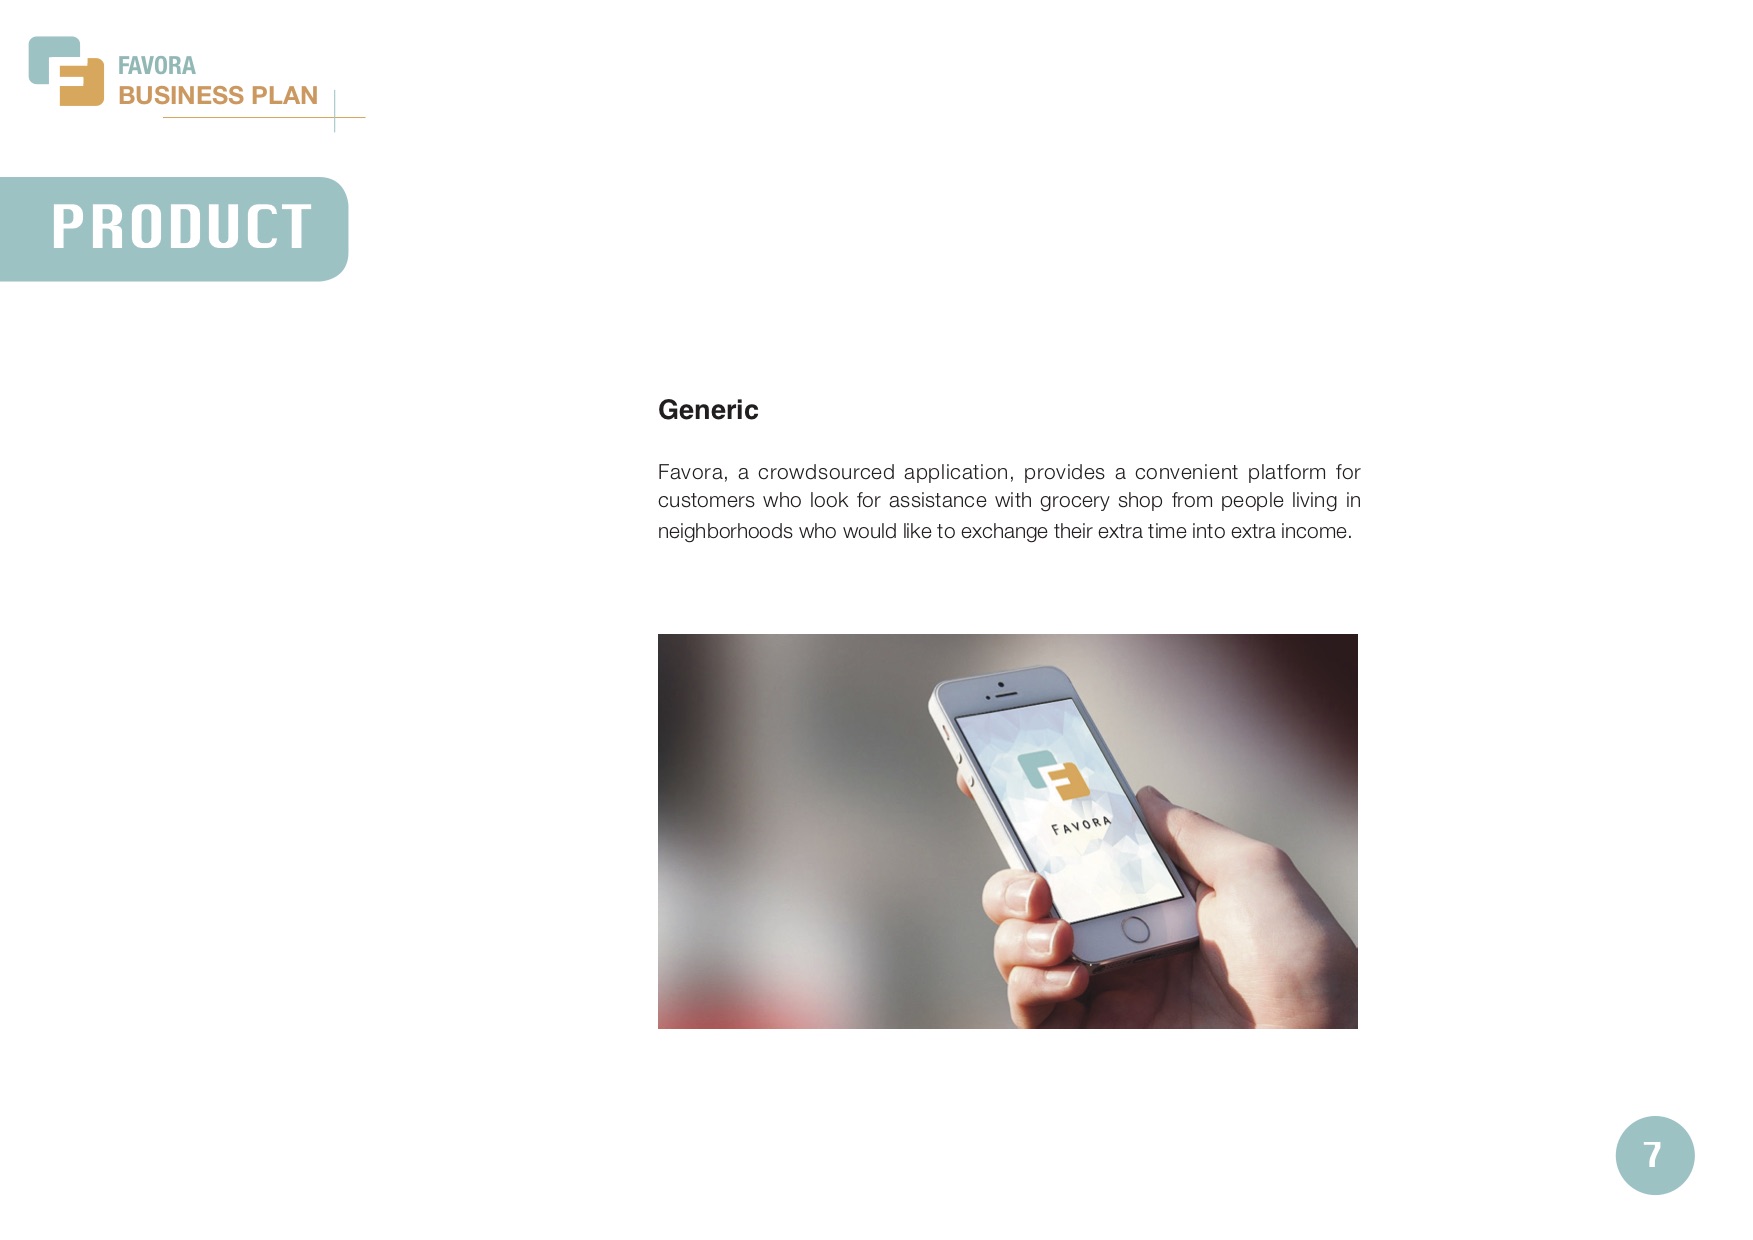 FAVORA
BUSINESS PLAN
PRODUCT
Generic
Favora, a crowdsourced application, provides a convenient platform for
customers who look for assistance with grocery shop from people living in
neighborhoods who would like to exchange their extra time into extra income.
FAVORA
7